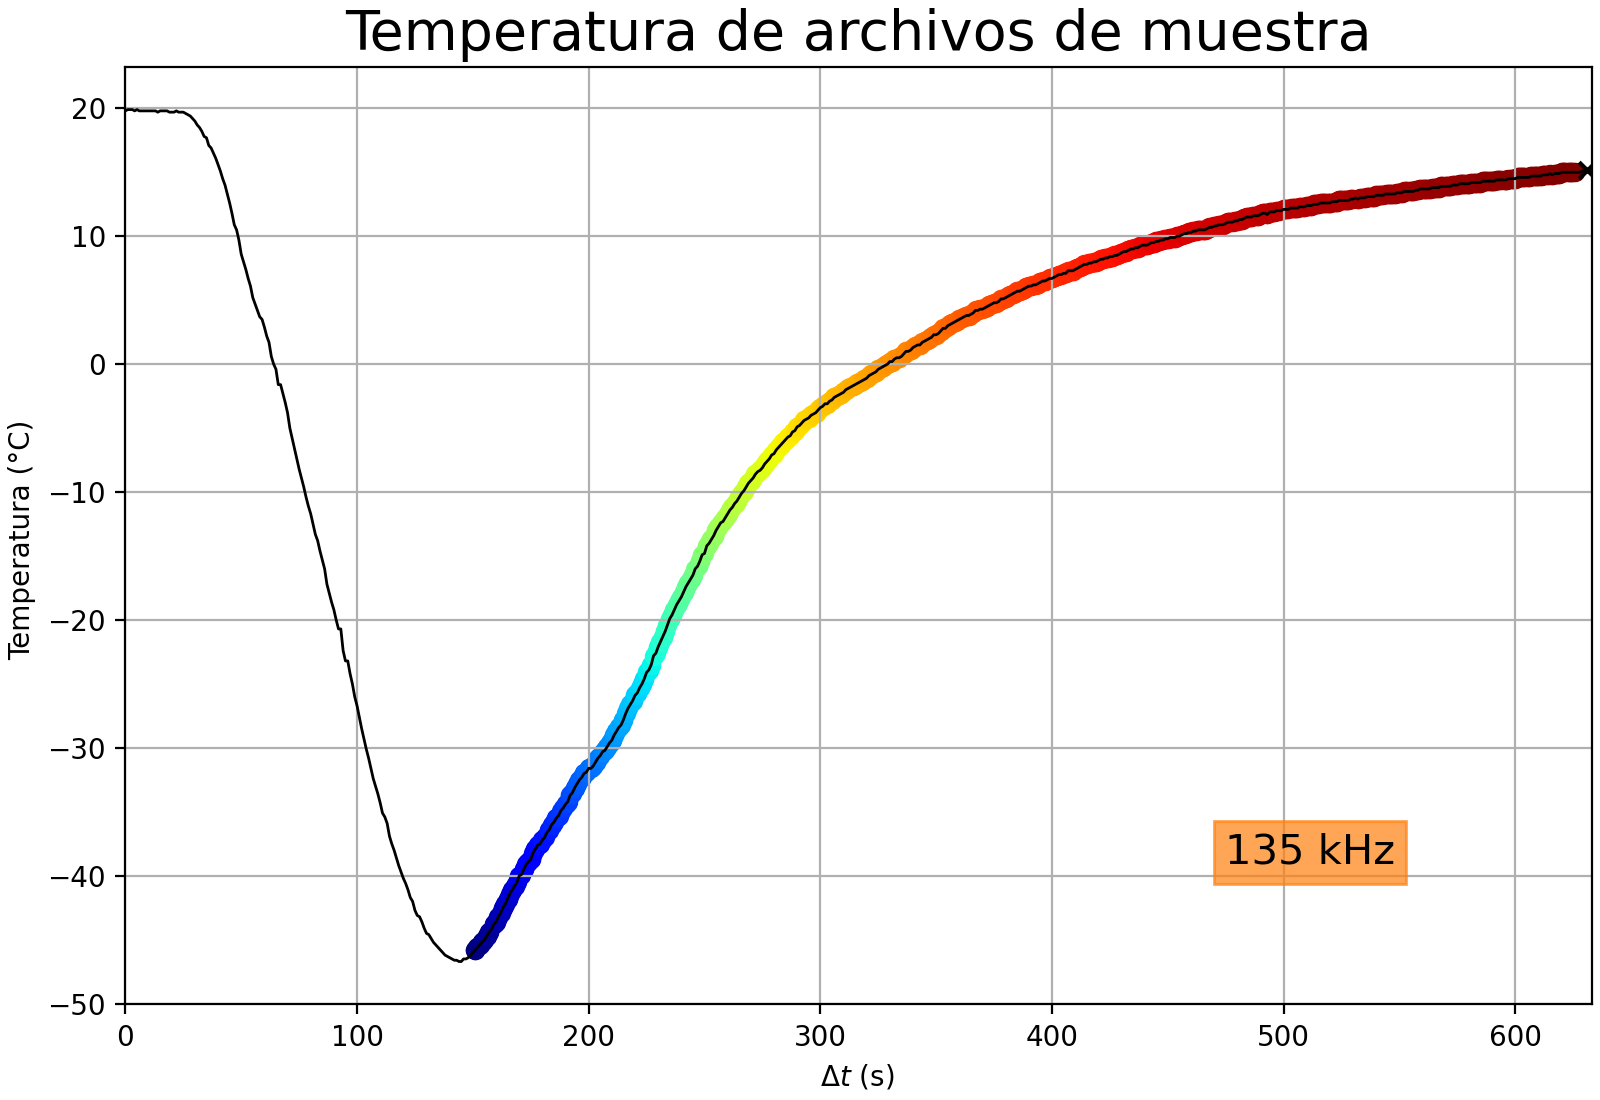 Temperatura de archivos de muestra
20
10
0
−10
−20
−30
−40
−50
Temperatura (°C)
135 kHz
0 100 200 300 400 500 600
Δt (s)